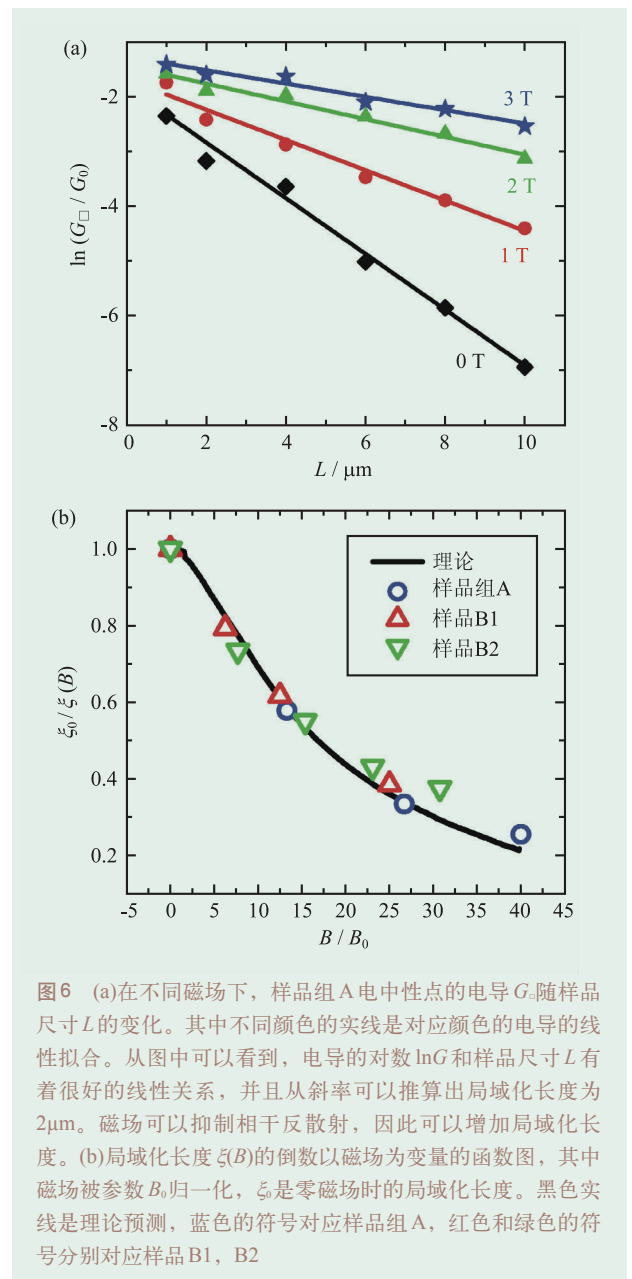 (a)
-2
-4
-6
-8
ln (G□ / G0)
3 T
2 T
1 T
0 T
0 2 4 6 8 10
L / μm
(b)
1.0
0.8
0.6
0.4
0.2
ξ0 / ξ (B)
理论
样品组A
样品B1
样品B2
-5 0 5 10 15 20 25 30 35 40 45
B / B0
图6 (a)在不同磁场下，样品组A电中性点的电导G□随样品
尺寸L的变化。其中不同颜色的实线是对应颜色的电导的线
性拟合。从图中可以看到，电导的对数lnG和样品尺寸L有
着很好的线性关系，并且从斜率可以推算出局域化长度为
2μm。磁场可以抑制相干反散射，因此可以增加局域化长
度。(b)局域化长度ξ(B)的倒数以磁场为变量的函数图，其中
磁场被参数B0归一化，ξ0是零磁场时的局域化长度。黑色实
线是理论预测，蓝色的符号对应样品组A，红色和绿色的符
号分别对应样品B1，B2